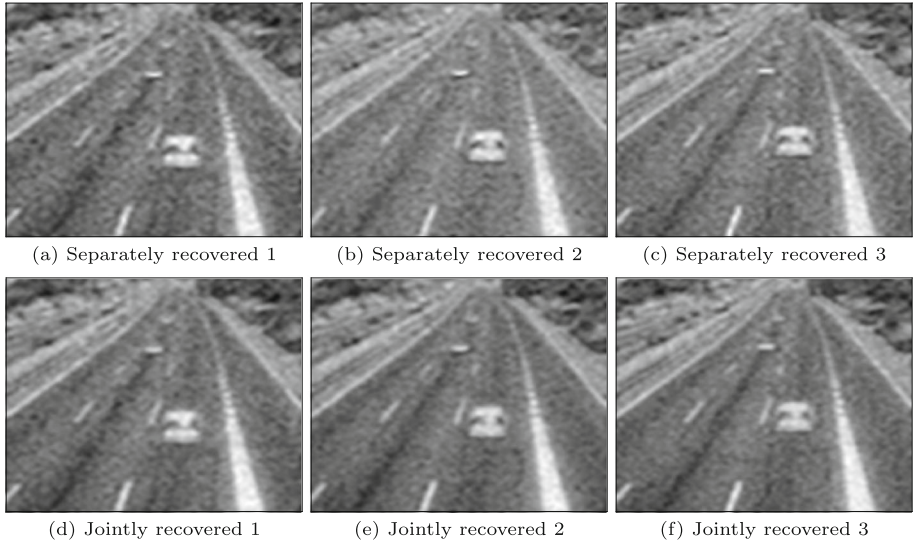 (a) Separately recovered 1
(b) Separately recovered 2
(c) Separately recovered 3
(d) Jointly recovered 1
(e) Jointly recovered 2
(f) Jointly recovered 3